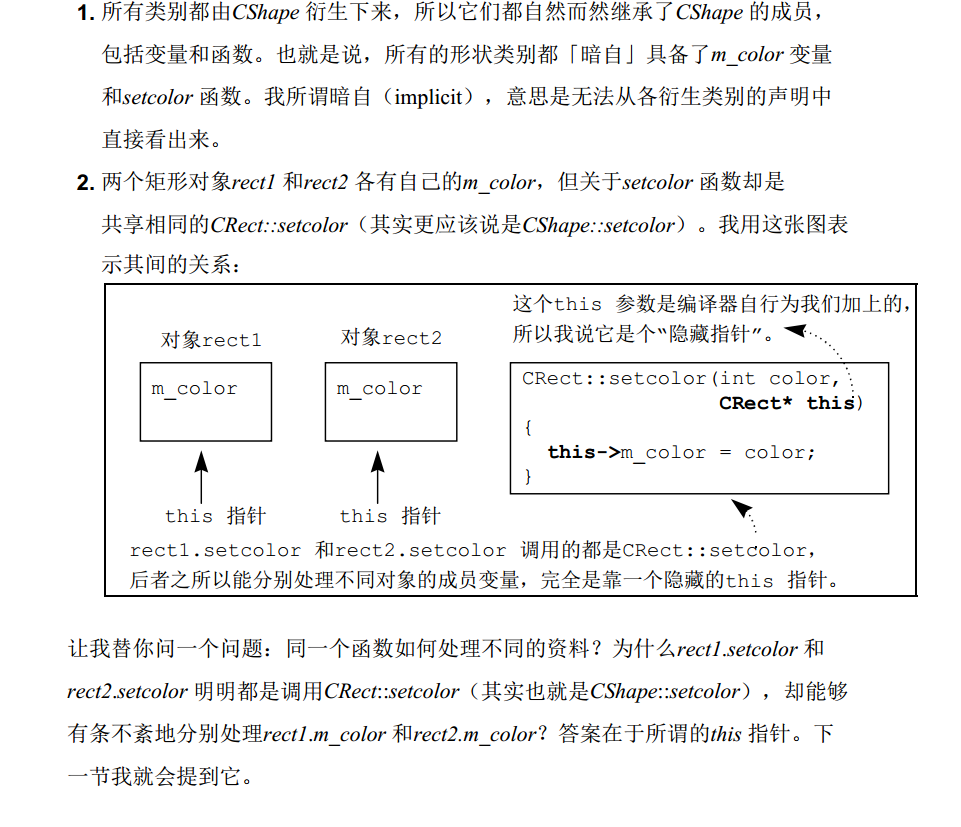 1. 所有类别都由CShape 衍生下来，所以它们都自然而然继承了CShape 的成员，
包括变量和函数。也就是说，所有的形状类别都「暗自」具备了m_color 变量
和setcolor 函数。我所谓暗自（implicit），意思是无法从各衍生类别的声明中
直接看出来。
2. 两个矩形对象rect1 和rect2 各有自己的m_color，但关于setcolor 函数却是
共享相同的CRect::setcolor（其实更应该说是CShape::setcolor）。我用这张图表
示其间的关系：
这个this 参数是编译器自行为我们加上的，
所以我说它是个“隐藏指针”。
对象rect1
对象rect2
m_color
m_color
CRect::setcolor(int color,
CRect* this)
{
this->m_color = color;
}
this 指针
this 指针
rect1.setcolor 和rect2.setcolor 调用的都是CRect::setcolor，
后者之所以能分别处理不同对象的成员变量，完全是靠一个隐藏的this 指针。
让我替你问一个问题：同一个函数如何处理不同的资料？为什么rect1.setcolor 和
rect2.setcolor 明明都是调用CRect::setcolor（其实也就是CShape::setcolor），却能够
有条不紊地分别处理rect1.m_color 和rect2.m_color？答案在于所谓的this 指针。下
一节我就会提到它。